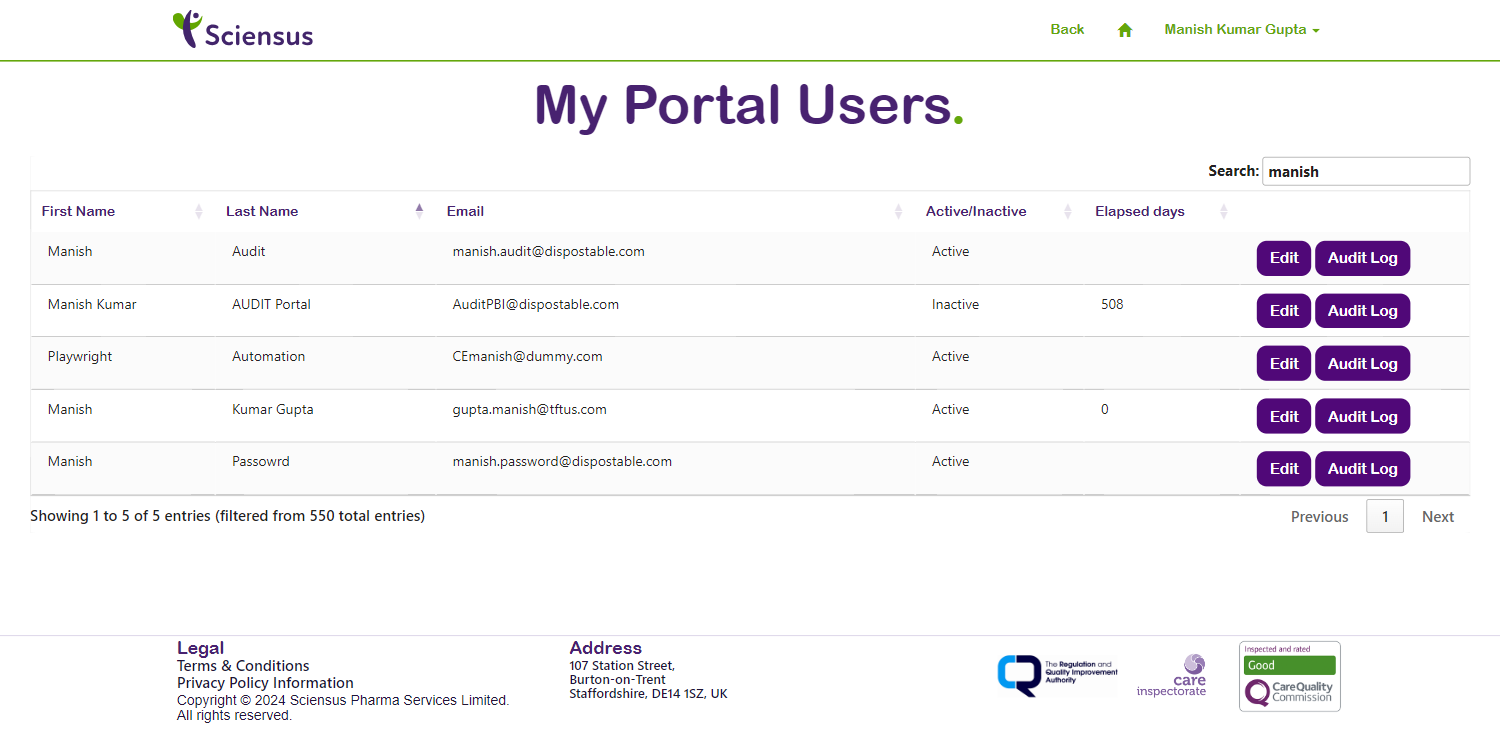 Sciensus
Back
Manish Kumar Gupta
My Portal Users.
Search: manish
First Name Last Name Email Active/Inactive Elapsed days
Manish Audit manish.audit@dispostable.com Active Edit Audit Log
Manish Kumar AUDIT Portal AuditPBI@dispostable.com Inactive 508 Edit Audit Log
Playwright Automation CEmanish@dummy.com Active Edit Audit Log
Manish Kumar Gupta gupta.manish@tftus.com Active 0 Edit Audit Log
Manish Passowrd manish.password@dispostable.com Active Edit Audit Log
Showing 1 to 5 of 5 entries (filtered from 550 total entries)
Previous 1 Next
Legal
Terms & Conditions
Privacy Policy Information
Copyright © 2024 Sciensus Pharma Services Limited.
All rights reserved.
Address
107 Station Street,
Burton-on-Trent
Staffordshire, DE14 1SZ, UK
The Regulation and
Quality Improvement
Authority
care
inspectorate
Inspected and rated
Good
CareQuality
Commission